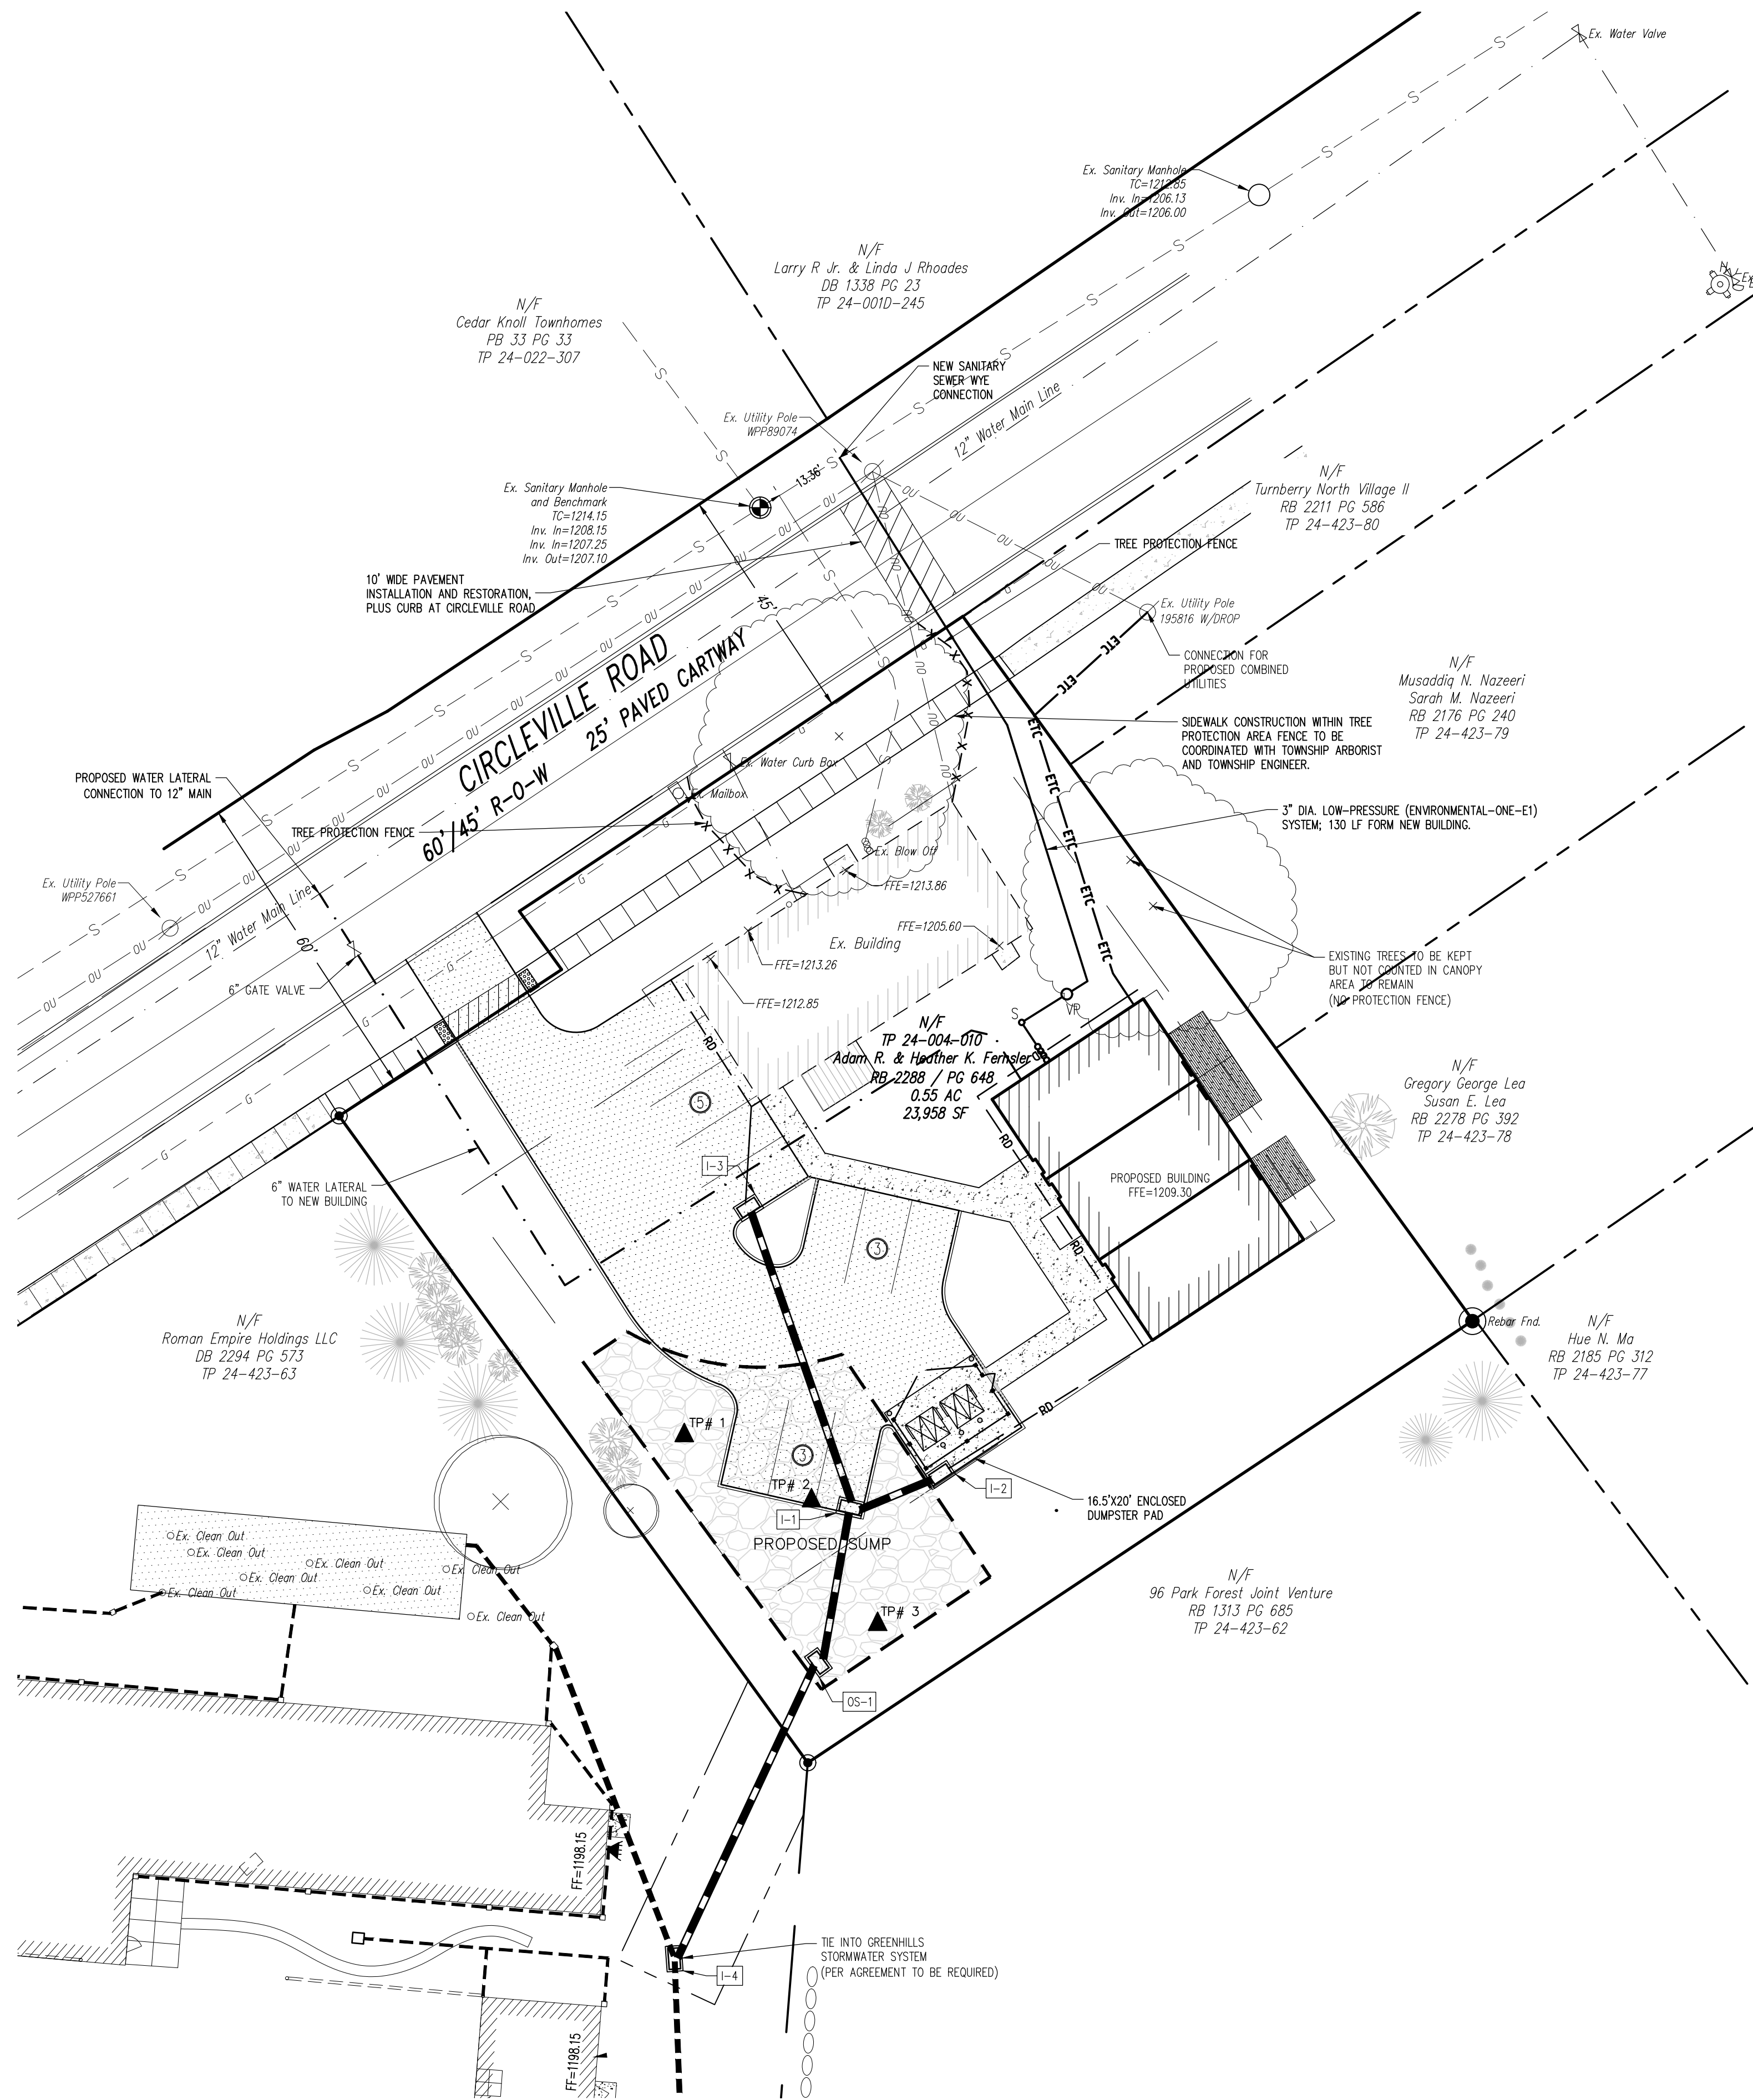 Ex. Water Valve
Ex. Sanitary Manhole
TC=1212.85
Inv. In=1206.13
Inv. Out=1206.00
N/F
Larry R Jr. & Linda J Rhoades
DB 1338 PG 23
TP 24-001D-245
N/F
Cedar Knoll Townhomes
PB 33 PG 33
TP 24-022-307
NEW SANITARY
SEWER WYE
CONNECTION
Ex. Utility Pole
WPP89074
12" Water Main Line
13.36'
Ex. Sanitary Manhole
and Benchmark
TC=1214.15
Inv. In=1208.15
Inv. In=1207.25
Inv. Out=1207.10
N/F
Turnberry North Village II
RB 2211 PG 586
TP 24-423-80
TREE PROTECTION FENCE
10' WIDE PAVEMENT
INSTALLATION AND RESTORATION,
PLUS CURB AT CIRCLEVILLE ROAD
45'
Ex. Utility Pole
195816 W/DROP
CONNECTION FOR
PROPOSED COMBINED
UTILITIES
N/F
Musaddiq N. Nazeeri
Sarah M. Nazeeri
RB 2176 PG 240
TP 24-423-79
CIRCLEVILLE ROAD
60'/45' R-O-W
25' PAVED CARTWAY
SIDEWALK CONSTRUCTION WITHIN TREE
PROTECTION AREA FENCE TO BE
COORDINATED WITH TOWNSHIP ARBORIST
AND TOWNSHIP ENGINEER.
PROPOSED WATER LATERAL
CONNECTION TO 12" MAIN
Ex. Water Curb Box
Ex. Mailbox
TREE PROTECTION FENCE
3" DIA. LOW-PRESSURE (ENVIRONMENTAL-ONE-E1)
SYSTEM; 130 LF FORM NEW BUILDING.
Ex. Blow Off
Ex. Utility Pole
WPP527661
FFE=1213.86
FFE=1205.60
Ex. Building
12" Water Main Line
60'
FFE=1213.26
EXISTING TREES TO BE KEPT
BUT NOT COUNTED IN CANOPY
AREA TO REMAIN
(NO PROTECTION FENCE)
6" GATE VALVE
FFE=1212.85
S
VP
N/F
TP 24-004-010
Adam R. & Heather K. Fernsler
RB 2288 / PG 648
0.55 AC
23,958 SF
RD
N/F
Gregory George Lea
Susan E. Lea
RB 2278 PG 392
TP 24-423-78
5
RD
I-3
6" WATER LATERAL
TO NEW BUILDING
PROPOSED BUILDING
FFE=1209.30
3
RD
N/F
Roman Empire Holdings LLC
DB 2294 PG 573
TP 24-423-63
Rebar Fnd.
N/F
Hue N. Ma
RB 2185 PG 312
TP 24-423-77
TP# 1
RD
3
TP# 2
I-2
I-1
16.5'X20' ENCLOSED
DUMPSTER PAD
PROPOSED SUMP
Ex. Clean Out
Ex. Clean Out
Ex. Clean Out
Ex. Clean Out
Ex. Clean Out
Ex. Clean Out
Ex. Clean Out
Ex. Clean Out
TP# 3
N/F
96 Park Forest Joint Venture
RB 1313 PG 685
TP 24-423-62
OS-1
FF=1198.15
TIE INTO GREENHILLS
STORMWATER SYSTEM
(PER AGREEMENT TO BE REQUIRED)
I-4
FF=1198.15